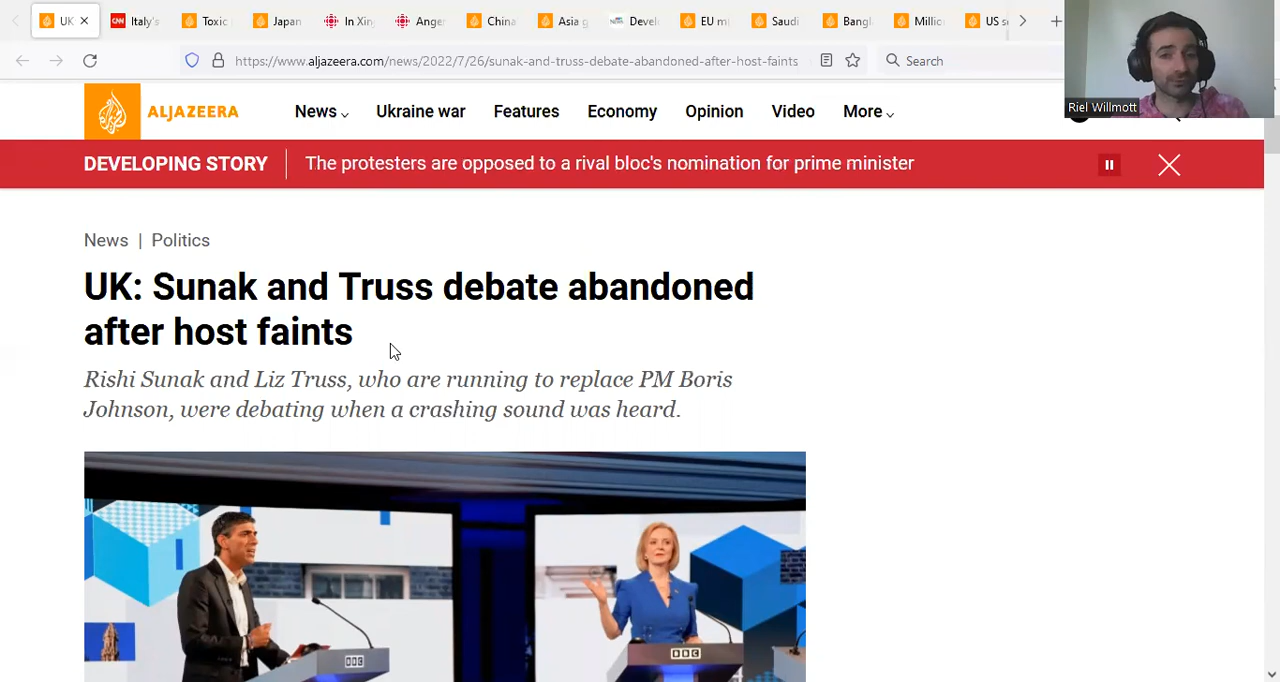 UK
Italy's
Toxic
Japan
In Xin
Anger
China
Asia g
Devel
EU m
Saudi
Bangl
Millio
US s
https://www.aljazeera.com/news/2022/7/26/sunak-and-truss-debate-abandoned-after-host-faints
Search
Riel Willmott
ALJAZEERA
News
Ukraine war
Features
Economy
Opinion
Video
More
DEVELOPING STORY
The protesters are opposed to a rival bloc's nomination for prime minister
News | Politics
UK: Sunak and Truss debate abandoned
after host faints
Rishi Sunak and Liz Truss, who are running to replace PM Boris
Johnson, were debating when a crashing sound was heard.
BBC
BBC